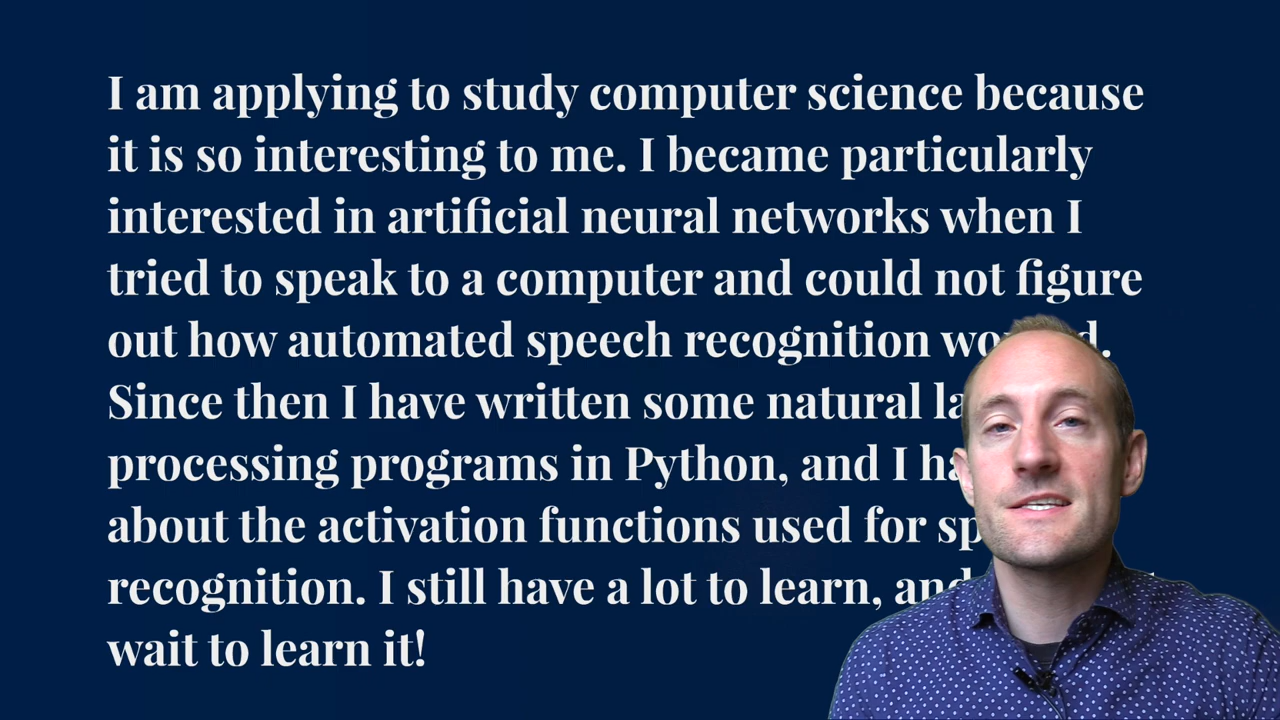 I am applying to study computer science because
it is so interesting to me. I became particularly
interested in artificial neural networks when I
tried to speak to a computer and could not figure
out how automated speech recognition
Since then I have written some natural
processing programs in Python, and I
about the activation functions used for
recognition. I still have a lot to learn,
wait to learn it!